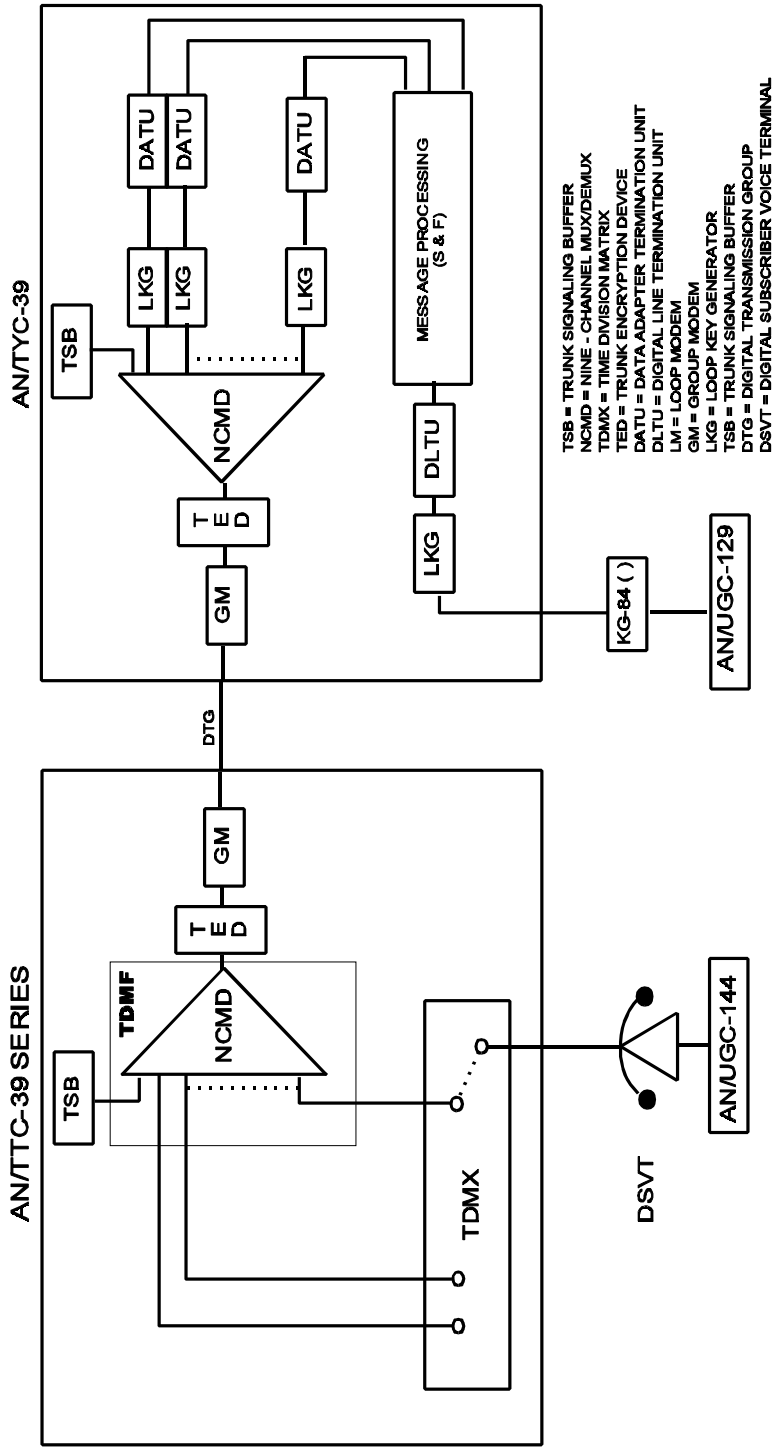 AN/TTC-39 SERIES
TSB
TDMF
NCMD
TED
GM
TDMX
DSVT
AN/UGC-144
DTG
AN/TYC-39
TSB
GM
TED
NCMD
LKG
DATU
LKG
DATU
LKG
DATU
LKG
DLTU
MESSAGE PROCESSING
(S & F)
KG-84 ( )
AN/UGC-129
TSB = TRUNK SIGNALING BUFFER
NCMD = NINE - CHANNEL MUX/DEMUX
TDMX = TIME DIVISION MATRIX
TED = TRUNK ENCRYPTION DEVICE
DATU = DATA ADAPTER TERMINATION UNIT
DLTU = DIGITAL LINE TERMINATION UNIT
LM = LOOP MODEM
GM = GROUP MODEM
LKG = LOOP KEY GENERATOR
TSB = TRUNK SIGNALING BUFFER
DTG = DIGITAL TRANSMISSION GROUP
DSVT = DIGITAL SUBSCRIBER VOICE TERMINAL